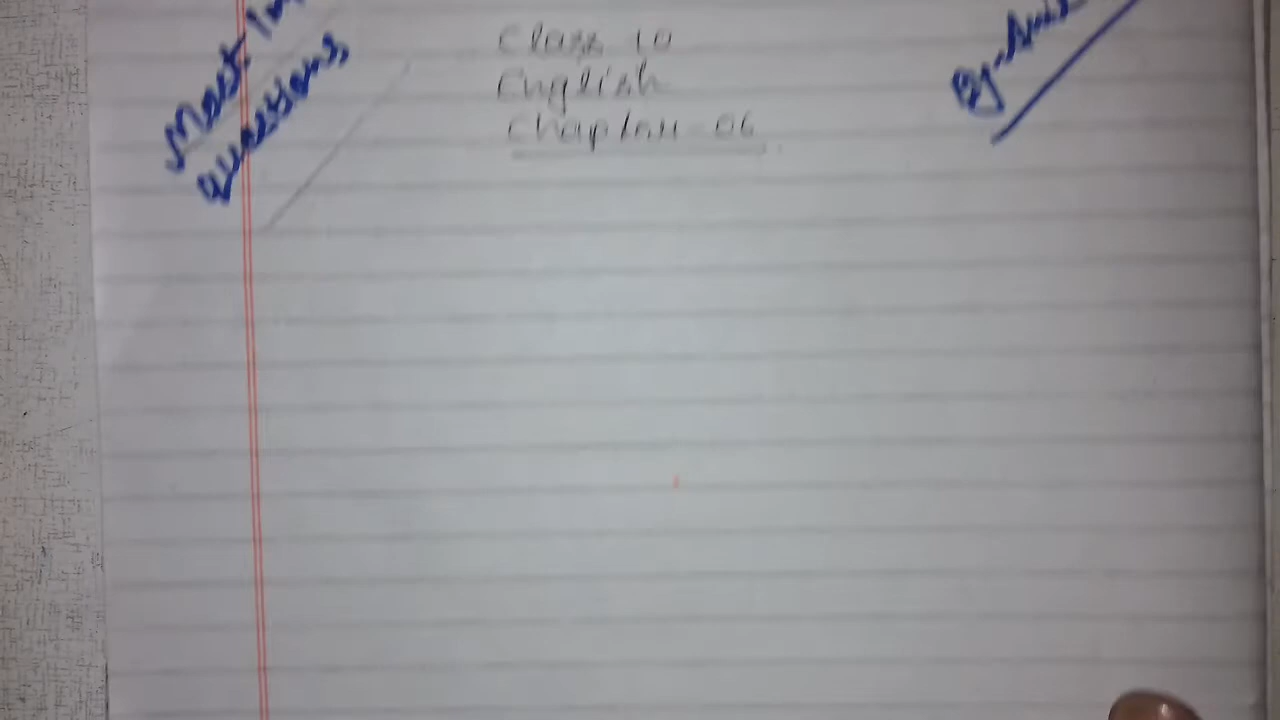 Most Im
questions
Class 10
English
Chapter-06
By-